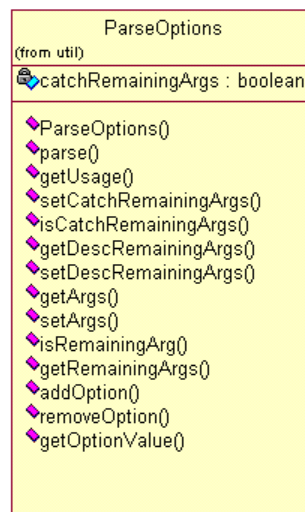 ParseOptions
(from util)
catchRemainingArgs : boolean
ParseOptions()
parse()
getUsage()
setCatchRemainingArgs()
isCatchRemainingArgs()
getDescRemainingArgs()
setDescRemainingArgs()
getArgs()
setArgs()
isRemainingArg()
getRemainingArgs()
addOption()
removeOption()
getOptionValue()